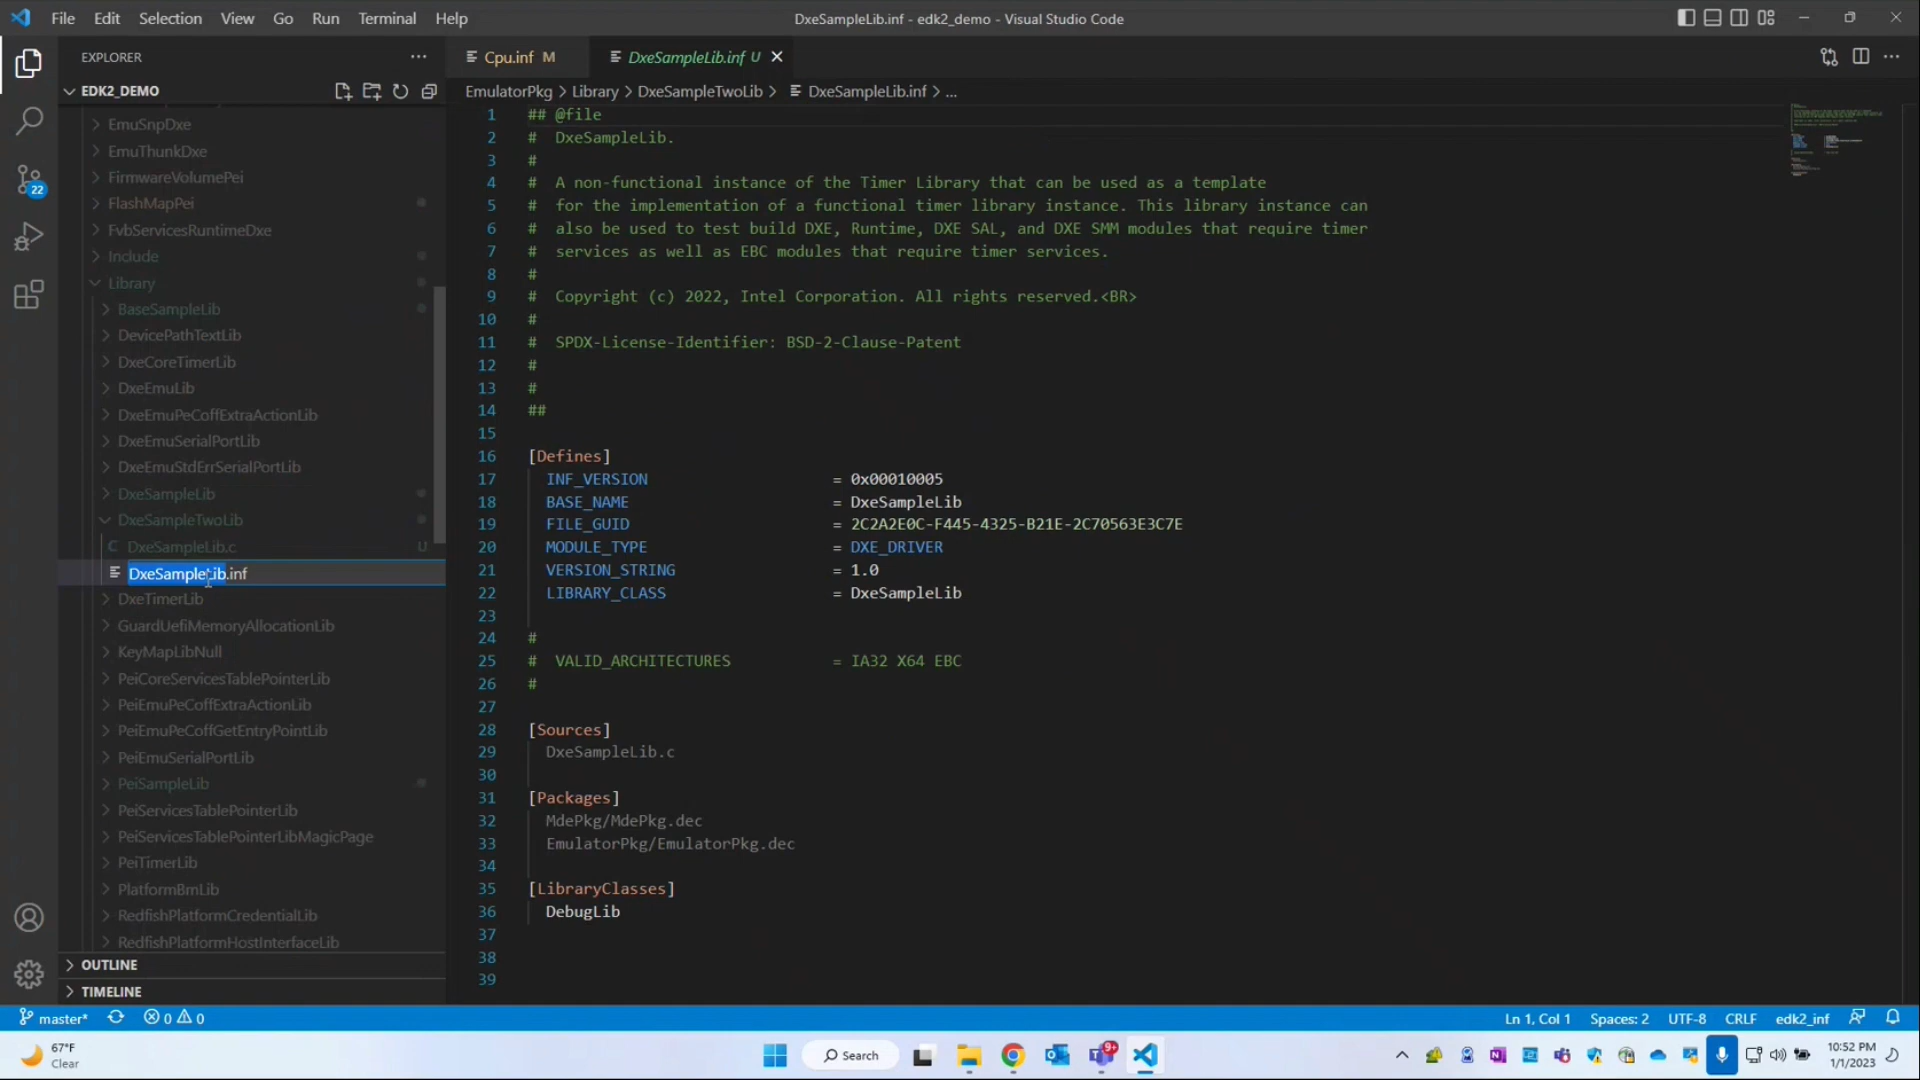 File Edit Selection View Go Run Terminal Help
DxeSampleLib.inf - edk2_demo - Visual Studio Code
EXPLORER
EDK2_DEMO
EmuSnpDxe
EmuThunkDxe
FirmwareVolumePei
FlashMapPei
FvbServicesRuntimeDxe
Include
Library
BaseSampleLib
DevicePathTextLib
DxeCoreTimerLib
DxeEmuLib
DxeEmuPeCoffExtraActionLib
DxeEmuSerialPortLib
DxeEmuStdErrSerialPortLib
DxeSampleLib
DxeSampleTwoLib
C DxeSampleLib.c U
DxeSampleLib.inf
DxeTimerLib
GuardUefiMemoryAllocationLib
KeyMapLibNull
PeiCoreServicesTablePointerLib
PeiEmuPeCoffExtraActionLib
PeiEmuPeCoffGetEntryPointLib
PeiEmuSerialPortLib
PeiSampleLib
PeiServicesTablePointerLib
PeiServicesTablePointerLibMagicPage
PeiTimerLib
PlatformBmLib
RedfishPlatformCredentialLib
RedfishPlatformHostInterfaceLib
OUTLINE
TIMELINE
22
Cpu.inf M
DxeSampleLib.inf U
EmulatorPkg > Library > DxeSampleTwoLib > DxeSampleLib.inf > ...
1 ## @file
2 # DxeSampleLib.
3 #
4 # A non-functional instance of the Timer Library that can be used as a template
5 # for the implementation of a functional timer library instance. This library instance can
6 # also be used to test build DXE, Runtime, DXE SAL, and DXE SMM modules that require timer
7 # services as well as EBC modules that require timer services.
8 #
9 # Copyright (c) 2022, Intel Corporation. All rights reserved.<BR>
10 #
11 # SPDX-License-Identifier: BSD-2-Clause-Patent
12 #
13 #
14 ##
15
16 [Defines]
17 INF_VERSION = 0x00010005
18 BASE_NAME = DxeSampleLib
19 FILE_GUID = 2C2A2E0C-F445-4325-B21E-2C70563E3C7E
20 MODULE_TYPE = DXE_DRIVER
21 VERSION_STRING = 1.0
22 LIBRARY_CLASS = DxeSampleLib
23
24 #
25 # VALID_ARCHITECTURES = IA32 X64 EBC
26 #
27
28 [Sources]
29 DxeSampleLib.c
30
31 [Packages]
32 MdePkg/MdePkg.dec
33 EmulatorPkg/EmulatorPkg.dec
34
35 [LibraryClasses]
36 DebugLib
37
38
39
master* 0 0
Ln 1, Col 1 Spaces: 2 UTF-8 CRLF edk2_inf
67°F
Clear
Search
9+
10:52 PM
1/1/2023